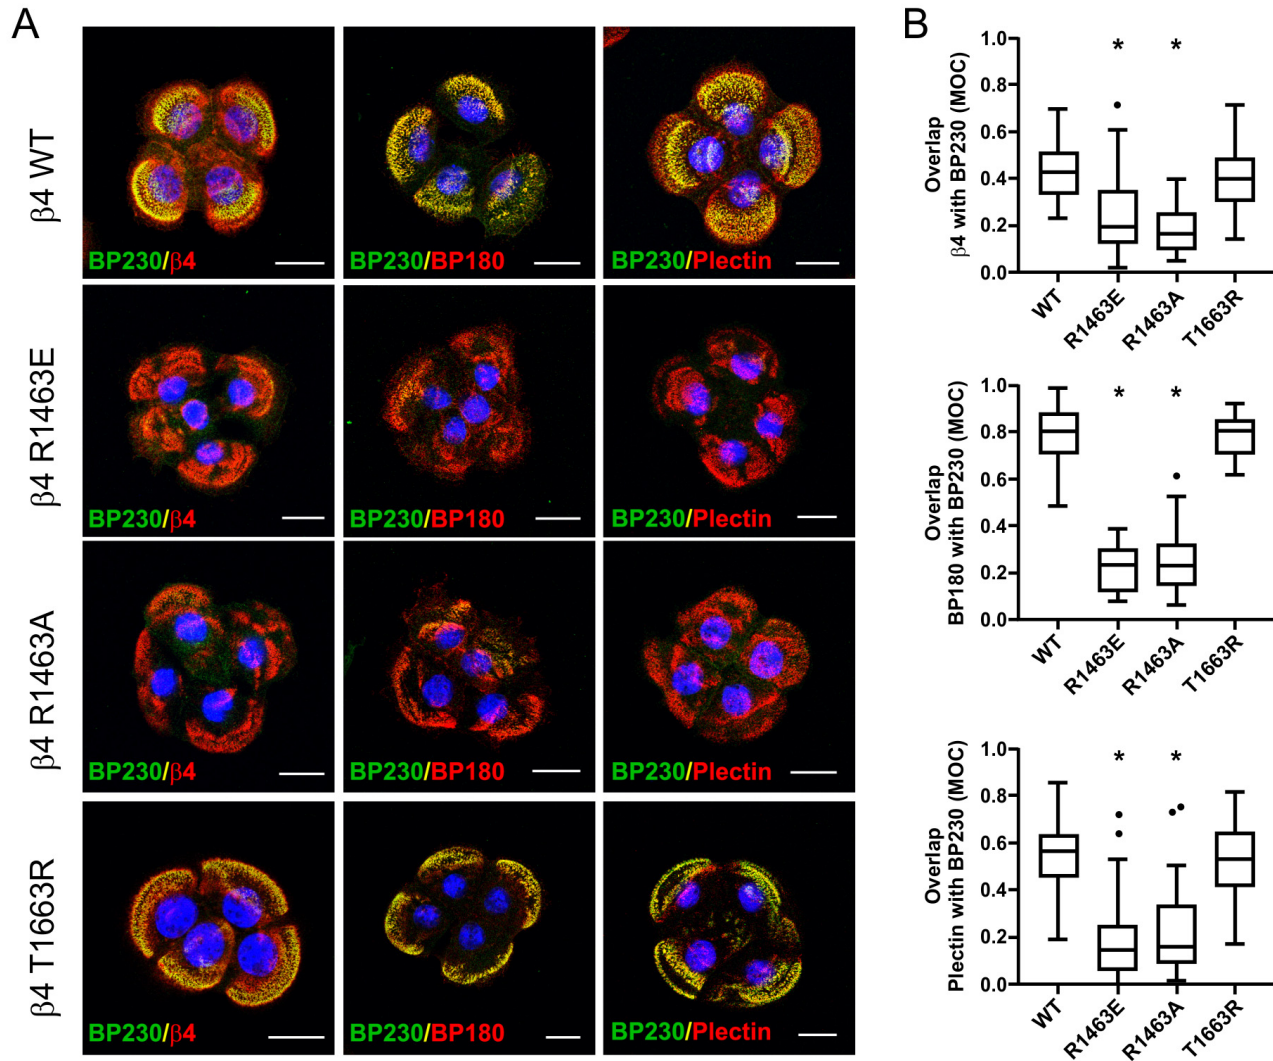 A
β4 WT
BP230/β4
BP230/BP180
BP230/Plectin
β4 R1463E
BP230/β4
BP230/BP180
BP230/Plectin
β4 R1463A
BP230/β4
BP230/BP180
BP230/Plectin
β4 T1663R
BP230/β4
BP230/BP180
BP230/Plectin
B
Overlap
β4 with BP230 (MOC)
1.0
0.8
0.6
0.4
0.2
0.0
* *
WT
R1463E
R1463A
T1663R
Overlap
BP180 with BP230 (MOC)
1.0
0.8
0.6
0.4
0.2
0.0
* *
WT
R1463E
R1463A
T1663R
Overlap
Plectin with BP230 (MOC)
1.0
0.8
0.6
0.4
0.2
0.0
* *
WT
R1463E
R1463A
T1663R